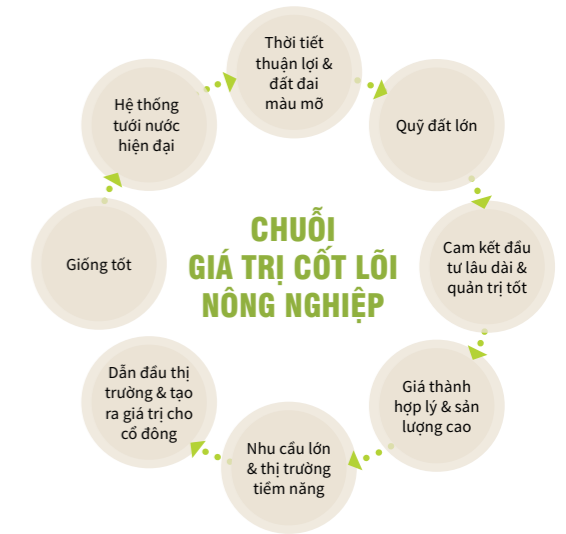 Thời tiết
thuận lợi &
đất đai
màu mỡ
Hệ thống
tưới nước
hiện đại
Quỹ đất lớn
CHUỖI
GIÁ TRỊ CỐT LÕI
NÔNG NGHIỆP
Giống tốt
Cam kết đầu
tư lâu dài &
quản trị tốt
Dẫn đầu thị
trường & tạo
ra giá trị cho
cổ đông
Giá thành
hợp lý & sản
lượng cao
Nhu cầu lớn
& thị trường
tiềm năng